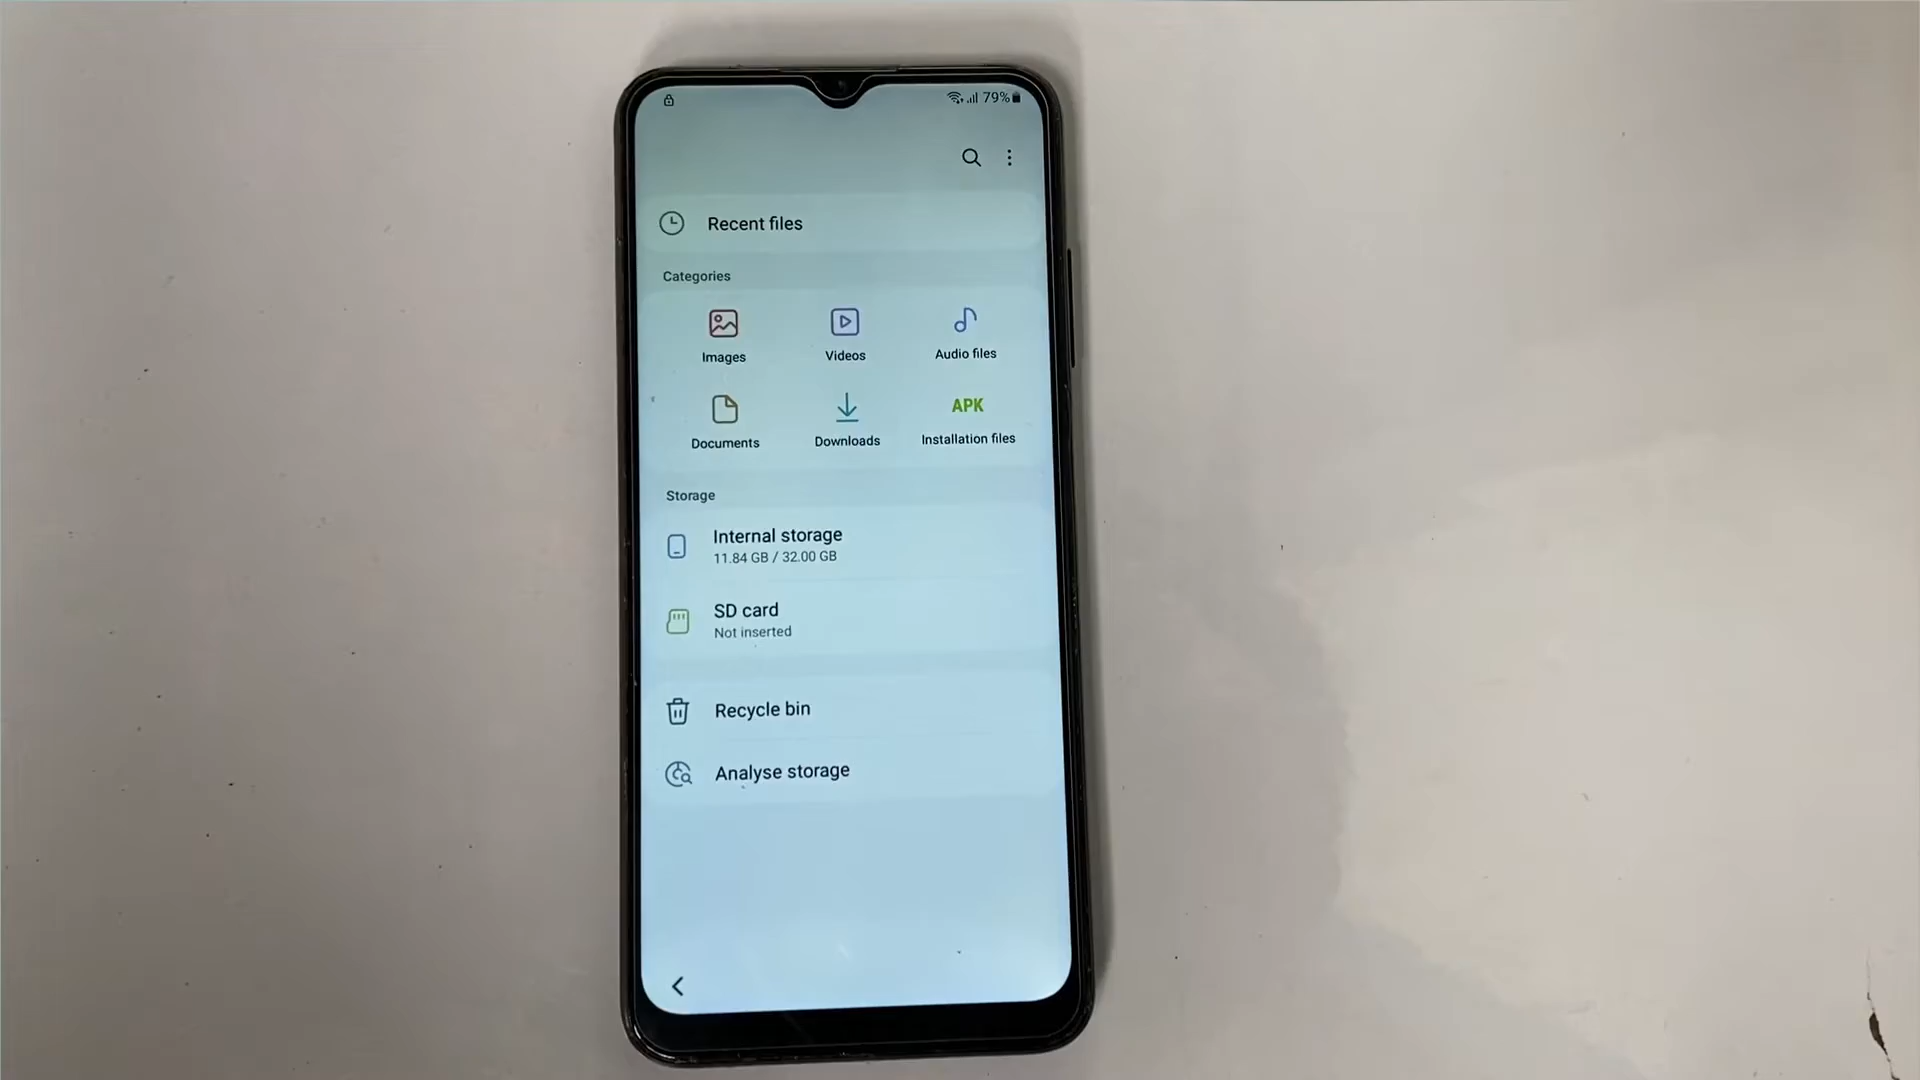 79%
Recent files
Categories
Images
Videos
Audio files
APK
Documents
Downloads
Installation files
Storage
Internal storage
11.84 GB / 32.00 GB
SD card
Not inserted
Recycle bin
Analyse storage